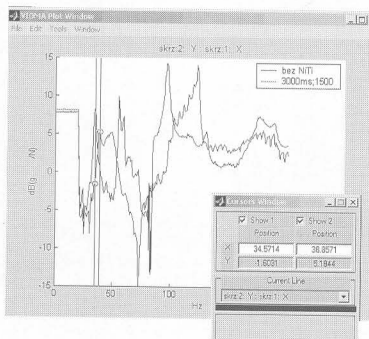 VIOMA Plot Window
File Edit Tools Window
skrz:2; Y skrz:1; X
bez NiTi
3000ms;1500
dB(g /N)
15
10
5
0
-5
-10
-15
0
50
100
Hz
Cursors Window
Show 1 Show 2
Position Position
X 34.5714 36.8571
Y -1.6031 5.1844
Current Line
skrz:2; Y; skrz:1; X